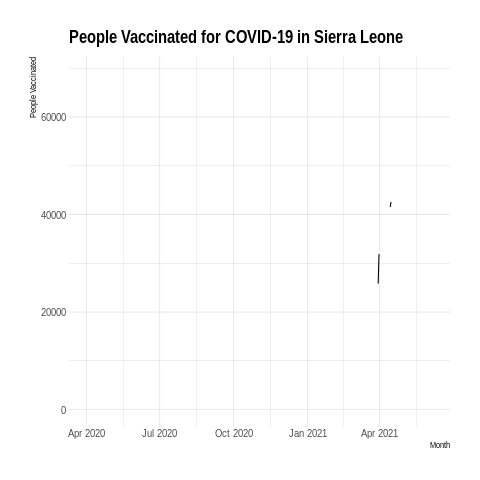 People Vaccinated for COVID-19 in Sierra Leone
People Vaccinated
60000
40000
20000
0
Apr 2020 Jul 2020 Oct 2020 Jan 2021 Apr 2021
Month